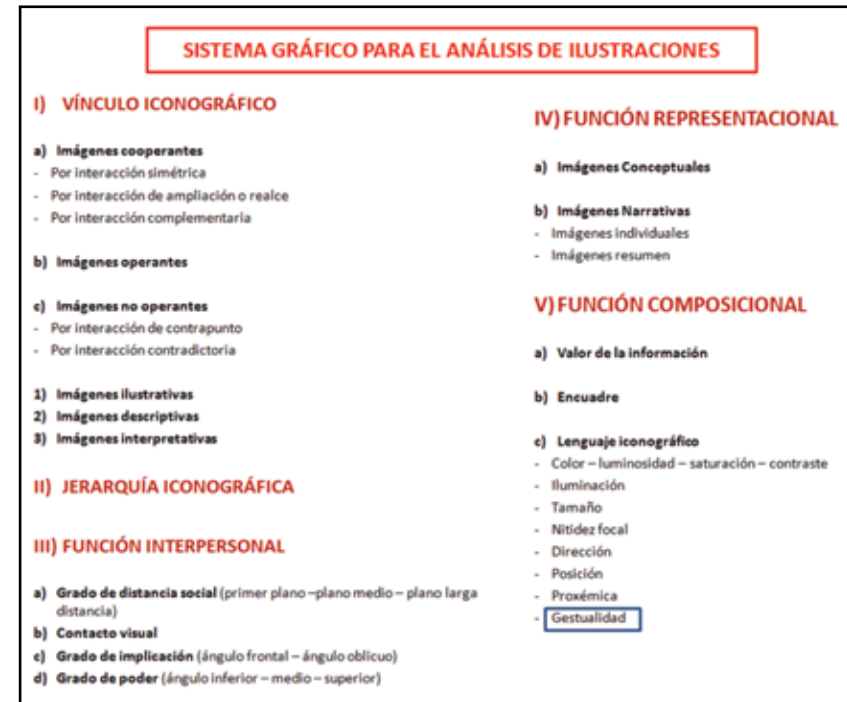 SISTEMA GRÁFICO PARA EL ANÁLISIS DE ILUSTRACIONES
I) VÍNCULO ICONOGRÁFICO
a) Imágenes cooperantes
- Por interacción simétrica
- Por interacción de ampliación o realce
- Por interacción complementaria
b) Imágenes operantes
c) Imágenes no operantes
- Por interacción de contrapunto
- Por interacción contradictoria
1) Imágenes ilustrativas
2) Imágenes descriptivas
3) Imágenes interpretativas
II) JERARQUÍA ICONOGRÁFICA
III) FUNCIÓN INTERPERSONAL
a) Grado de distancia social (primer plano –plano medio – plano larga
distancia)
b) Contacto visual
c) Grado de implicación (ángulo frontal – ángulo oblicuo)
d) Grado de poder (ángulo inferior – medio – superior)
IV) FUNCIÓN REPRESENTACIONAL
a) Imágenes Conceptuales
b) Imágenes Narrativas
- Imágenes individuales
- Imágenes resumen
V) FUNCIÓN COMPOSICIONAL
a) Valor de la información
b) Encuadre
c) Lenguaje iconográfico
- Color – luminosidad – saturación – contraste
- Iluminación
- Tamaño
- Nitidez focal
- Dirección
- Posición
- Proxémica
- Gestualidad